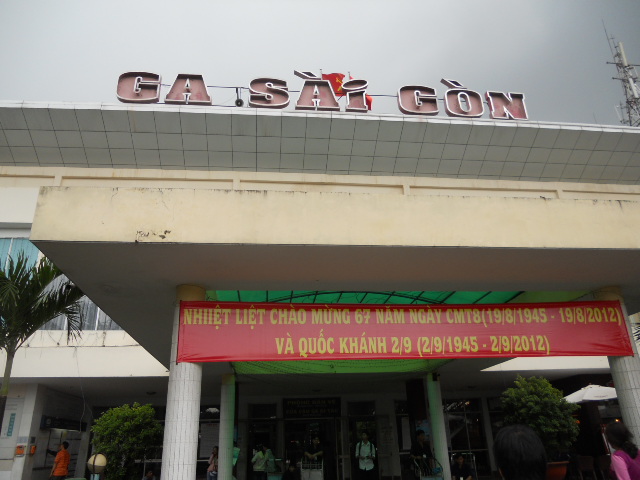 GA SÀi GÒN
NHIỆT LIỆT CHÀO MỪNG 67 NĂM NGÀY CMT8(19/8/1945 - 19/8/2012)
VÀ QUỐC KHÁNH 2/9 (2/9/1945 - 2/9/2012)